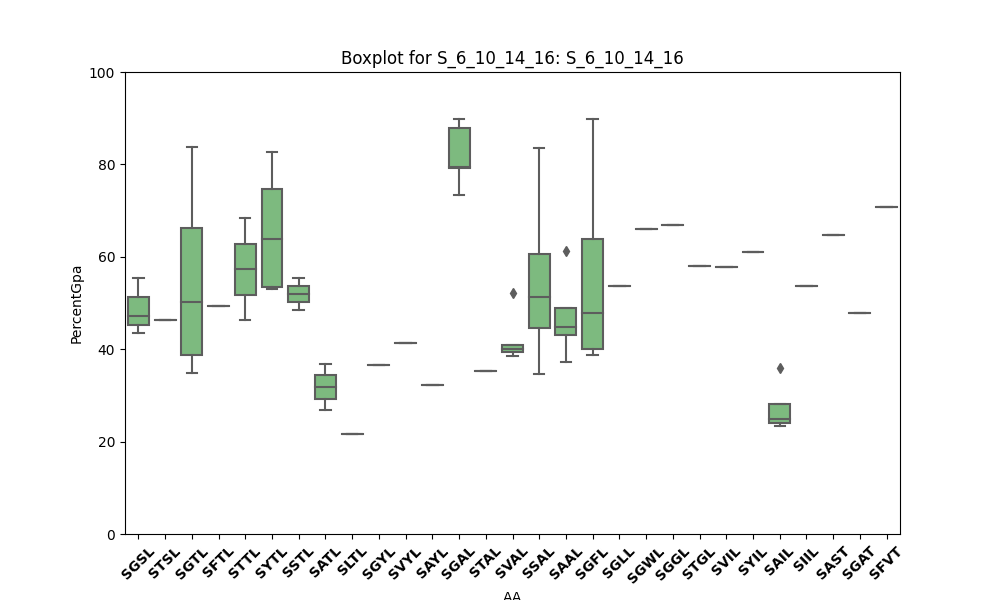 Boxplot for S_6_10_14_16: S_6_10_14_16
100
80
60
40
20
0
PercentGpa
SGSL STSL SGTL SFTL STTL SYTL SSTL SATL SLTL SGYL SVYL SAYL SGAL STAL SVAL SSAL SAAL SGFL SGLL SGWL SGGL STGL SVIL SYIL SAIL SIIL SAST SGAT SFVT
AA